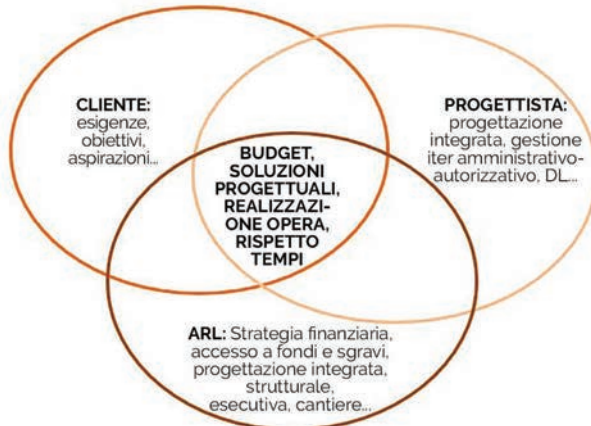 CLIENTE:
esigenze,
obiettivi,
aspirazioni...
PROGETTISTA:
progettazione
integrata, gestione
iter amministrativo-
autorizzativo, DL...
BUDGET,
SOLUZIONI
PROGETTUALI,
REALIZZAZI-
ONE OPERA,
RISPETTO
TEMPI
ARL: Strategia finanziaria,
accesso a fondi e sgravi,
progettazione integrata,
strutturale,
esecutiva, cantiere...